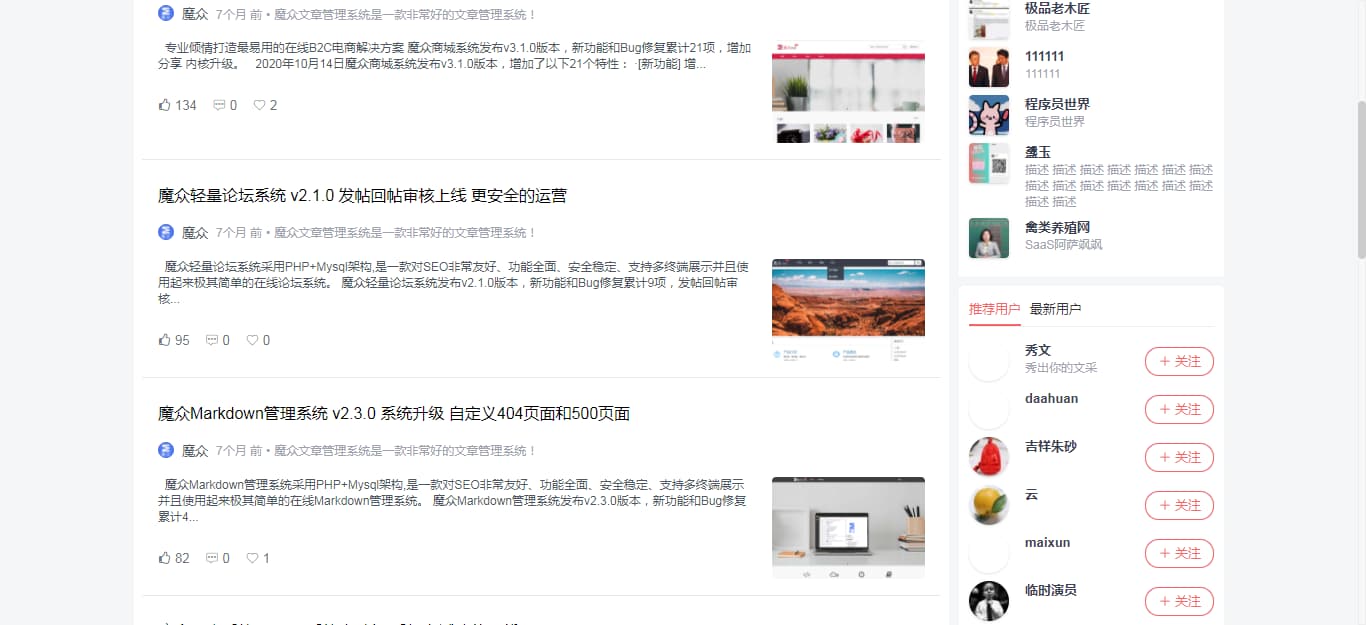 魔众 7个月 前 • 魔众文章管理系统是一款非常好的文章管理系统！
专业倾情打造最易用的在线B2C电商解决方案 魔众商城系统发布v3.1.0版本，新功能和Bug修复累计21项，增加
分享 内核升级。 2020年10月14日魔众商城系统发布v3.1.0版本，增加了以下21个特性： ·[新功能] 增...
134 0 2
魔众轻量论坛系统 v2.1.0 发帖回帖审核上线 更安全的运营
魔众 7个月 前 • 魔众文章管理系统是一款非常好的文章管理系统！
魔众轻量论坛系统采用PHP+Mysql架构,是一款对SEO非常友好、功能全面、安全稳定、支持多终端展示并且使
用起来极其简单的在线论坛系统。 魔众轻量论坛系统发布v2.1.0版本，新功能和Bug修复累计9项，发帖回帖审
核...
95 0 0
魔众Markdown管理系统 v2.3.0 系统升级 自定义404页面和500页面
魔众 7个月 前 • 魔众文章管理系统是一款非常好的文章管理系统！
魔众Markdown管理系统采用PHP+Mysql架构,是一款对SEO非常友好、功能全面、安全稳定、支持多终端展示
并且使用起来极其简单的在线Markdown管理系统。 魔众Markdown管理系统发布v2.3.0版本，新功能和Bug修复
累计4...
82 0 1
极品老木匠
极品老木匠
111111
111111
程序员世界
程序员世界
盞玉
描述 描述 描述 描述 描述 描述 描述
描述 描述 描述 描述 描述 描述 描述
描述 描述
禽类养殖网
SaaS阿萨飒飒
推荐用户 最新用户
秀文
秀出你的文采
+ 关注
daahuan
+ 关注
吉祥朱砂
+ 关注
云
+ 关注
maixun
+ 关注
临时演员
+ 关注